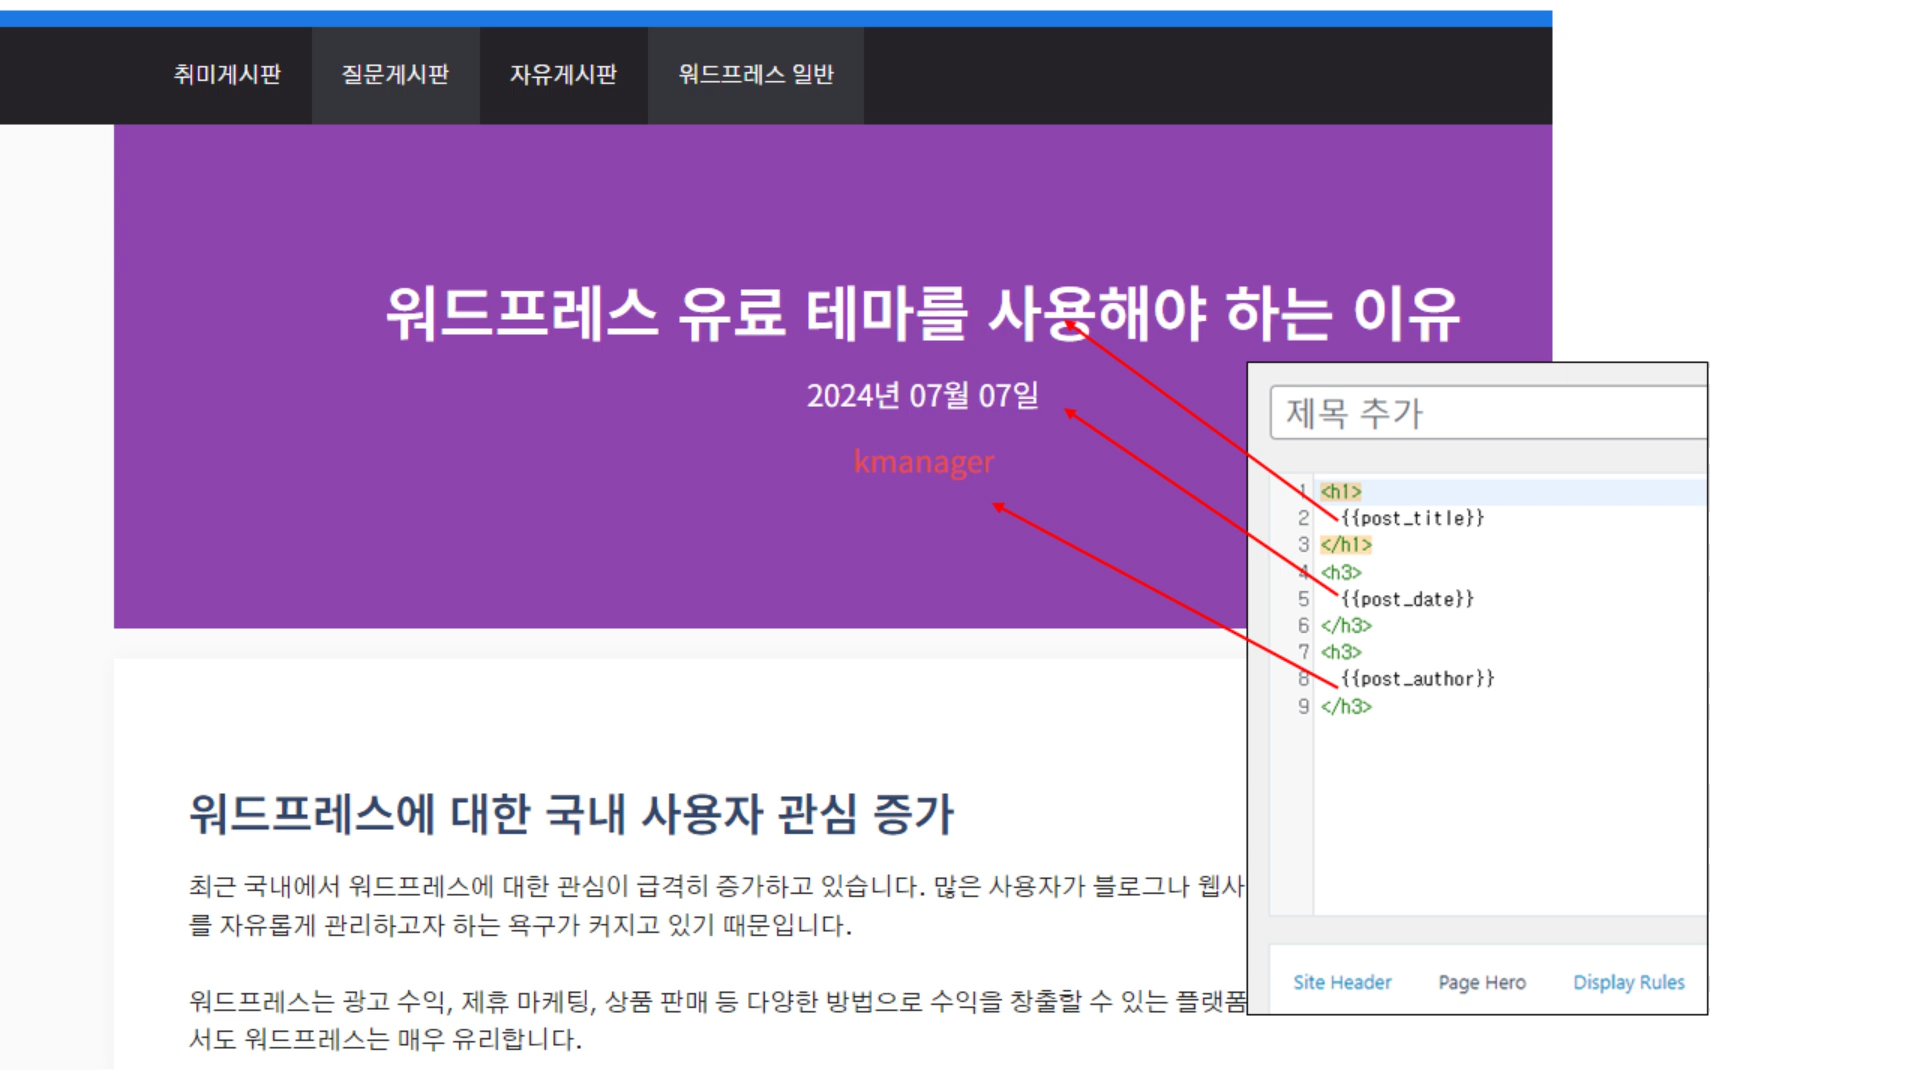 취미게시판
질문게시판
자유게시판
워드프레스 일반
워드프레스 유료 테마를 사용해야 하는 이유
2024년 07월 07일
kmanager
워드프레스에 대한 국내 사용자 관심 증가
최근 국내에서 워드프레스에 대한 관심이 급격히 증가하고 있습니다. 많은 사용자가 블로그나 웹사
를 자유롭게 관리하고자 하는 욕구가 커지고 있기 때문입니다.
워드프레스는 광고 수익, 제휴 마케팅, 상품 판매 등 다양한 방법으로 수익을 창출할 수 있는 플랫폼
서도 워드프레스는 매우 유리합니다.
제목 추가
1 <h1>
2 {{post_title}}
3 </h1>
4 <h3>
5 {{post_date}}
6 </h3>
7 <h3>
8 {{post_author}}
9 </h3>
Site Header Page Hero Display Rules